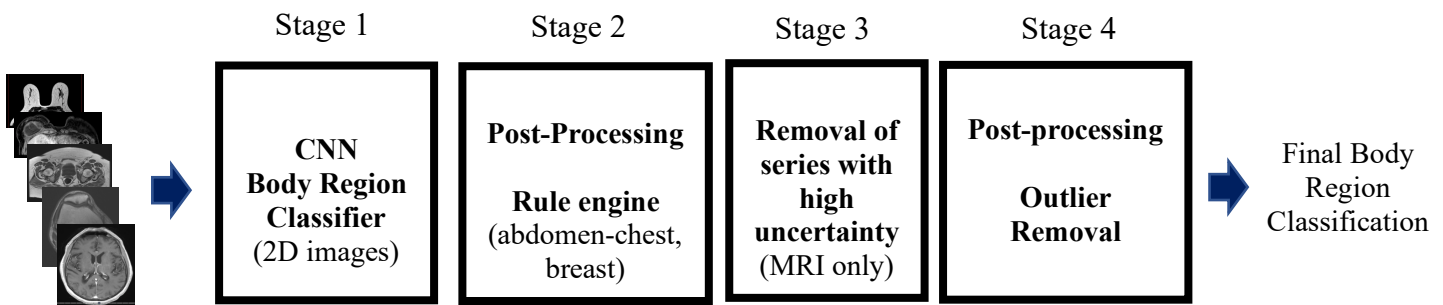 Stage 1
Stage 2
Stage 3
Stage 4
CNN
Body Region
Classifier
(2D images)
Post-Processing
Rule engine
(abdomen-chest,
breast)
Removal of
series with
high
uncertainty
(MRI only)
Post-processing
Outlier
Removal
Final Body
Region
Classification